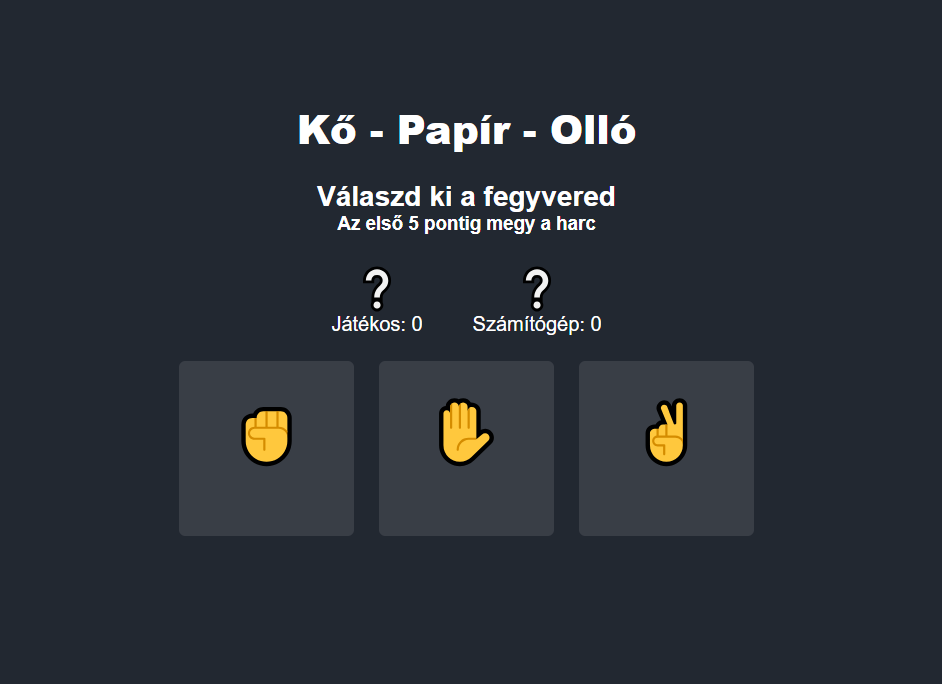 Kő - Papír - Olló
Válaszd ki a fegyvered
Az első 5 pontig megy a harc
? ?
Játékos: 0 Számítógép: 0